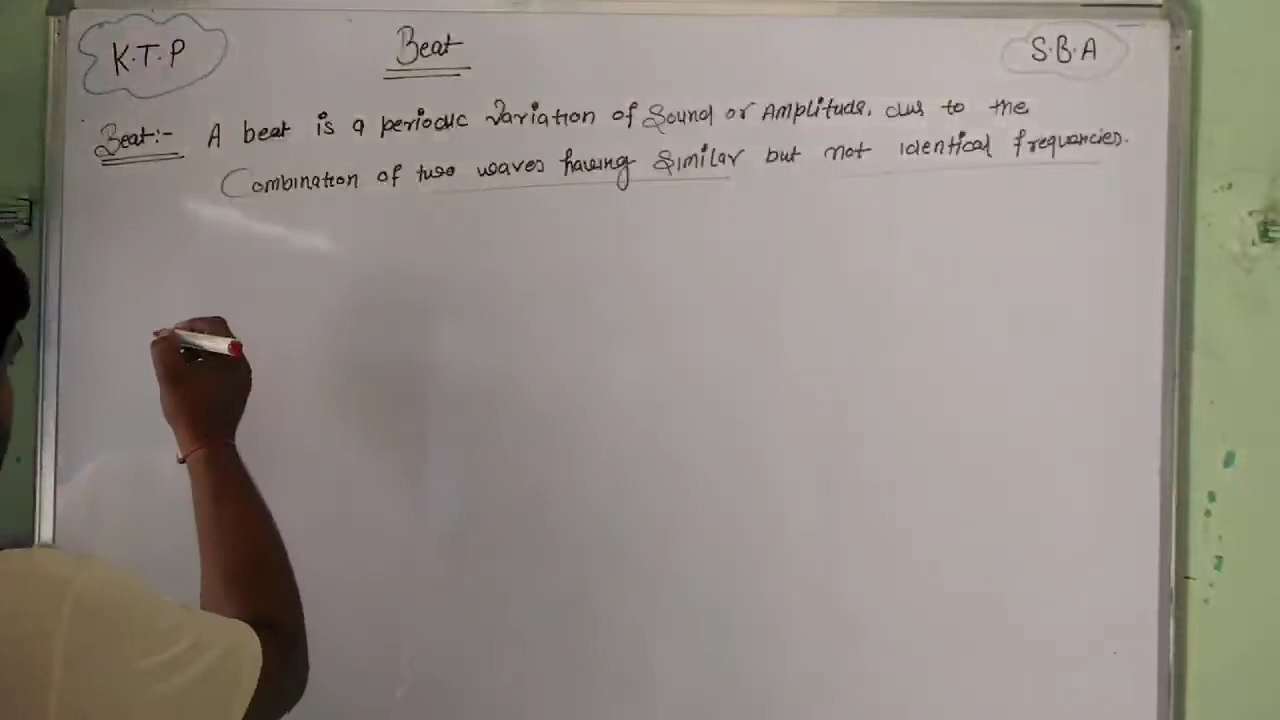 K.T.P
Beat
S.B.A
Beat:- A beat is a periodic Variation of Sound or Amplitude, due to the
Combination of two waves having Similar but not identical frequencies.